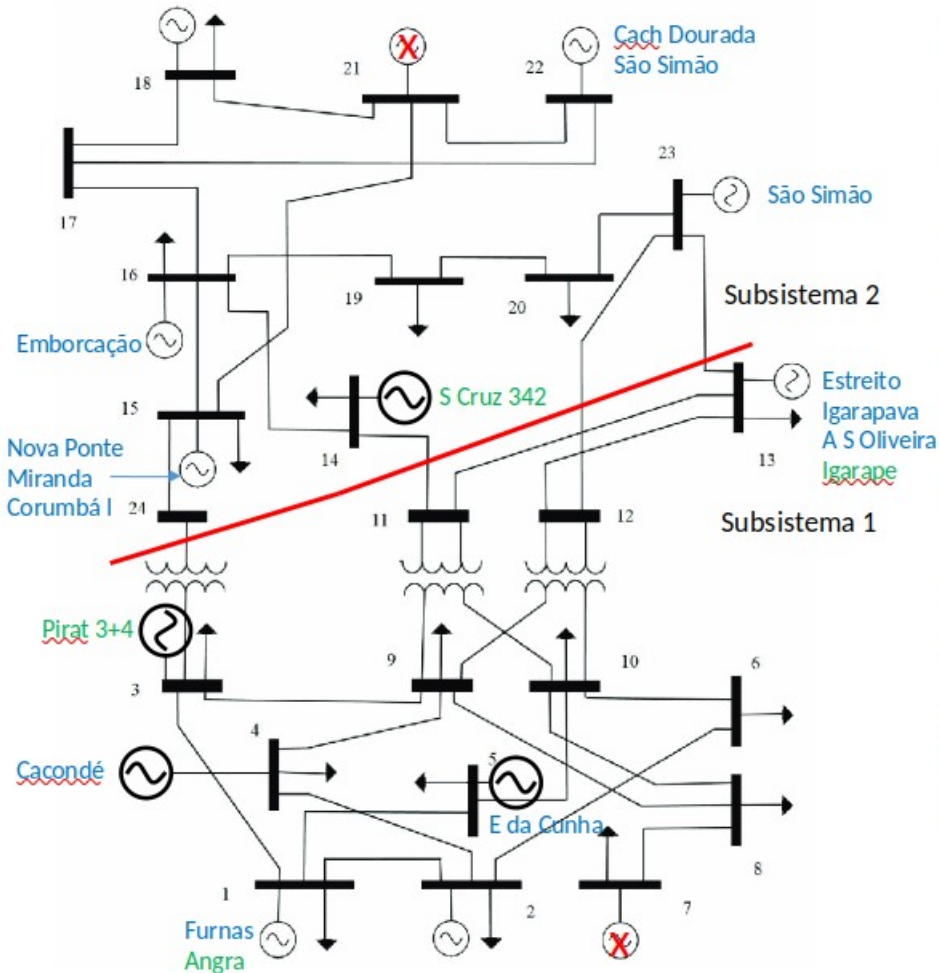 Cach Dourada
São Simão
18
21
X
22
23
17
São Simão
16
19
20
Subsistema 2
Emborcação
15
S Cruz 342
Estreito
Igarapava
A S Oliveira
Igarape
14
13
Nova Ponte
Miranda
Corumbá I
24
11
12
Subsistema 1
Pirat 3+4
3
9
10
6
4
5
Cacondé
E da Cunha
1
2
7
8
Furnas
Angra
X